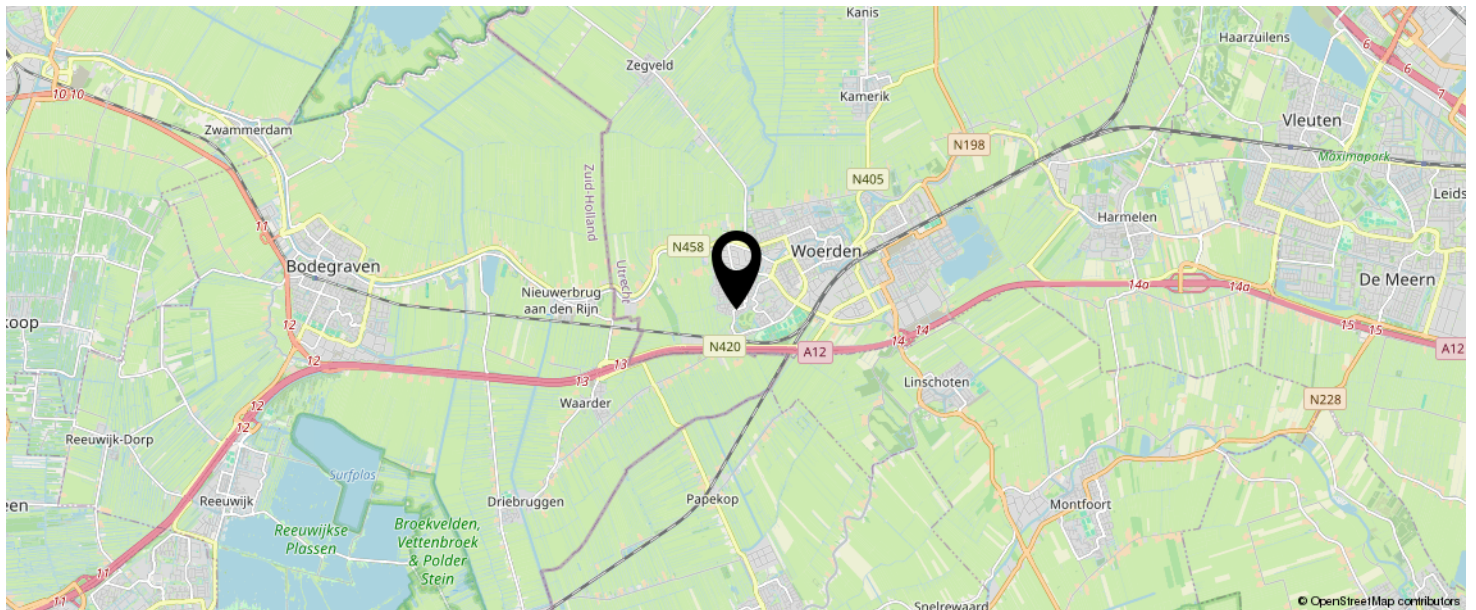 Kanis
Haarzuilens
6
6
7
Zegveld
10 10
Kamerik
Zwammerdam
Vleuten
N198
Maximapark
N405
Zuid-Holland
Leids
Harmelen
11
N458
Woerden
Bodegraven
Utrecht
Nieuwerbrug
aan den Rijn
De Meern
14a
14a
koop
12
14
15
15
N420
A12
14
A12
12
13
13
Linschoten
12
Waarder
N228
12
Reeuwijk-Dorp
Surfplas
Reeuwijk
Driebruggen
Papekop
Montfoort
een
Reeuwijkse
Plassen
Broekvelden,
Vettenbroek
& Polder
Stein
11
11
Snelrewaard
© OpenStreetMap contributors